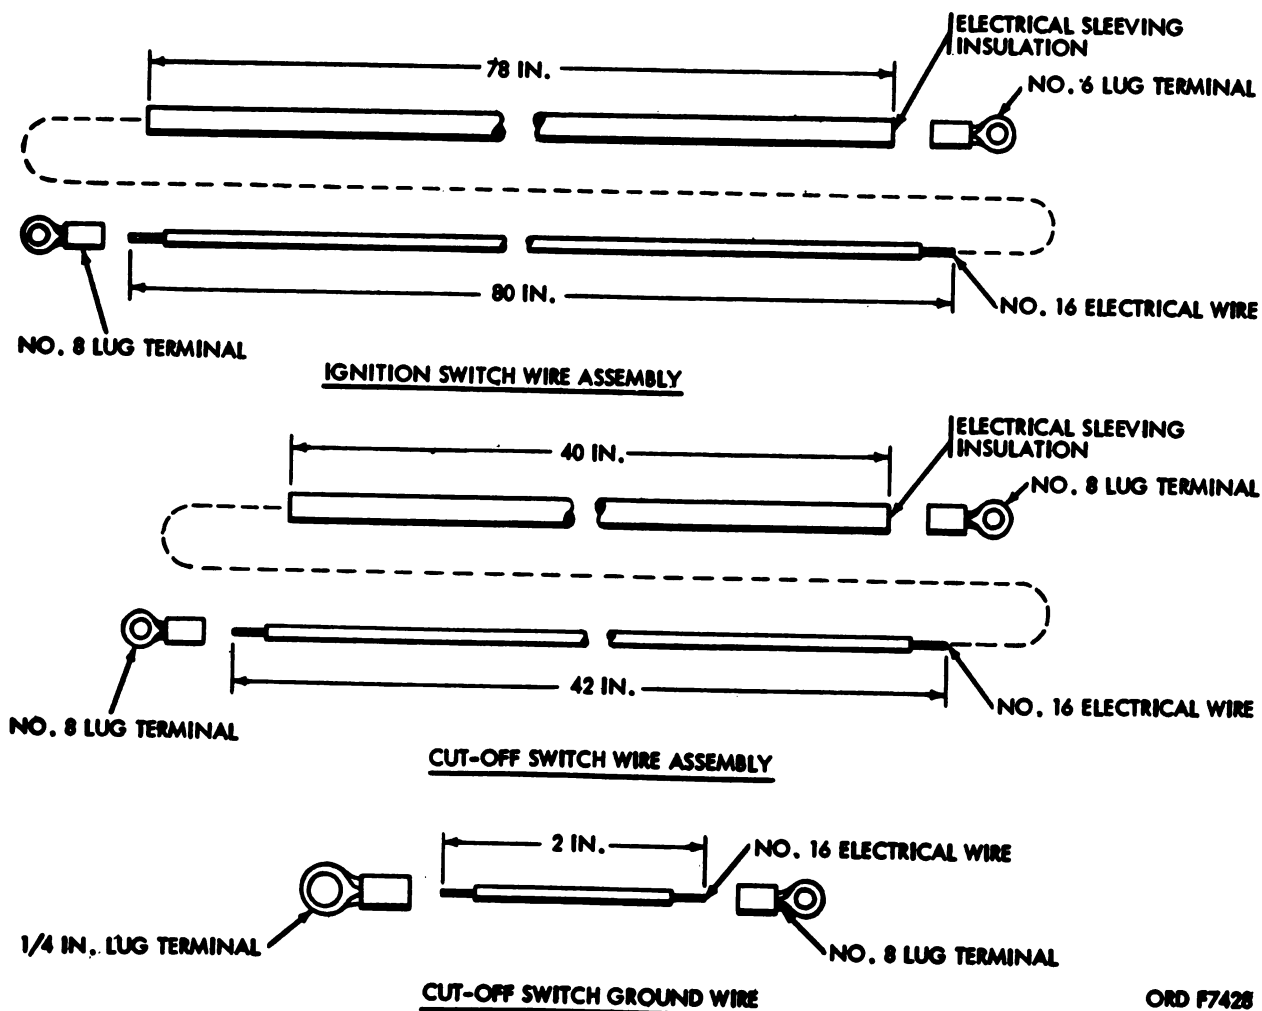 ELECTRICAL SLEEVING
INSULATION
78 IN.
NO. 6 LUG TERMINAL
80 IN.
NO. 16 ELECTRICAL WIRE
NO. 8 LUG TERMINAL
IGNITION SWITCH WIRE ASSEMBLY
ELECTRICAL SLEEVING
INSULATION
40 IN.
NO. 8 LUG TERMINAL
42 IN.
NO. 16 ELECTRICAL WIRE
NO. 8 LUG TERMINAL
CUT-OFF SWITCH WIRE ASSEMBLY
2 IN.
NO. 16 ELECTRICAL WIRE
1/4 IN. LUG TERMINAL
NO. 8 LUG TERMINAL
CUT-OFF SWITCH GROUND WIRE
ORD F7428